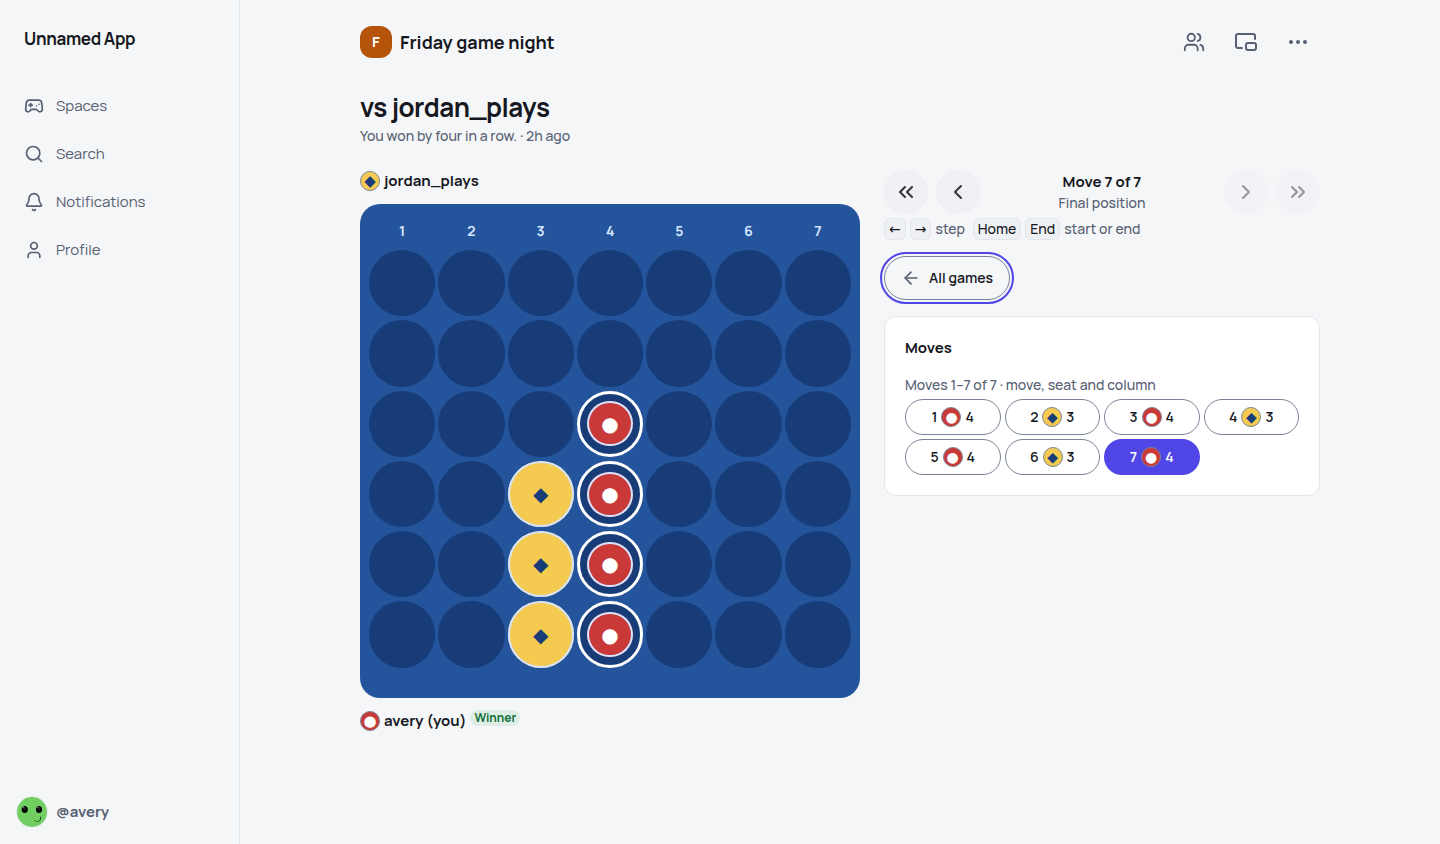 Unnamed App
Spaces
Search
Notifications
Profile
@avery
F Friday game night
vs jordan_plays
You won by four in a row. · 2h ago
jordan_plays
1 2 3 4 5 6 7
avery (you) Winner
Move 7 of 7
Final position
← → step Home End start or end
All games
Moves
Moves 1–7 of 7 · move, seat and column
1 4 2 3 3 4 4 3
5 4 6 3 7 4